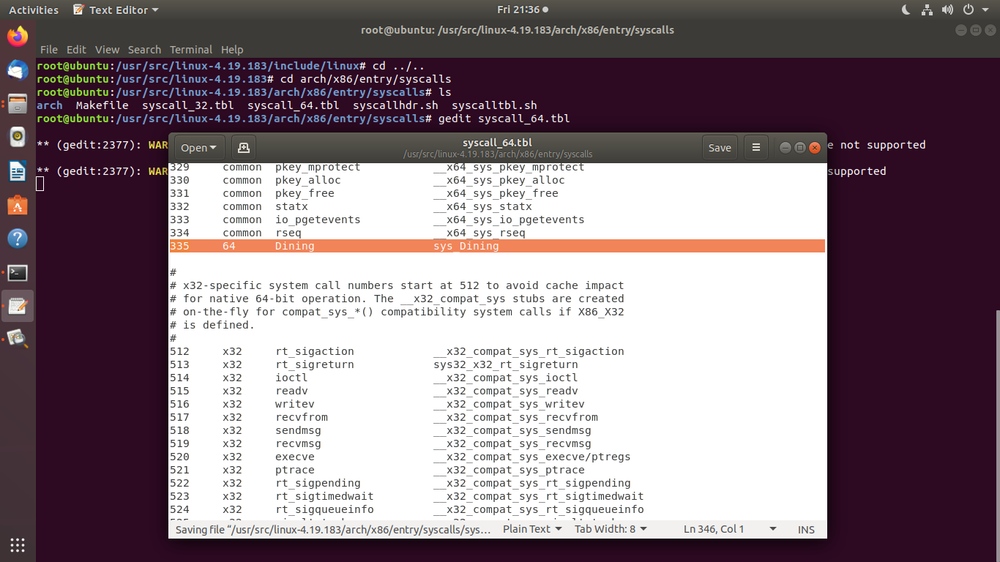 Activities Text Editor Fri 21:36
root@ubuntu: /usr/src/linux-4.19.183/arch/x86/entry/syscalls
File Edit View Search Terminal Help
root@ubuntu:/usr/src/linux-4.19.183/include/linux# cd ../..
root@ubuntu:/usr/src/linux-4.19.183# cd arch/x86/entry/syscalls
root@ubuntu:/usr/src/linux-4.19.183/arch/x86/entry/syscalls# ls
arch Makefile syscall_32.tbl syscall_64.tbl syscallhdr.sh syscalltbl.sh
root@ubuntu:/usr/src/linux-4.19.183/arch/x86/entry/syscalls# gedit syscall_64.tbl
** (gedit:2377): WAR e not supported
** (gedit:2377): WAR supported
Open syscall_64.tbl Save
/usr/src/linux-4.19.183/arch/x86/entry/syscalls
329 common pkey_mprotect __x64_sys_pkey_mprotect
330 common pkey_alloc __x64_sys_pkey_alloc
331 common pkey_free __x64_sys_pkey_free
332 common statx __x64_sys_statx
333 common io_pgetevents __x64_sys_io_pgetevents
334 common rseq __x64_sys_rseq
335 64 Dining sys_Dining
#
# x32-specific system call numbers start at 512 to avoid cache impact
# for native 64-bit operation. The __x32_compat_sys stubs are created
# on-the-fly for compat_sys_*() compatibility system calls if X86_X32
# is defined.
#
512 x32 rt_sigaction __x32_compat_sys_rt_sigaction
513 x32 rt_sigreturn sys32_x32_rt_sigreturn
514 x32 ioctl __x32_compat_sys_ioctl
515 x32 readv __x32_compat_sys_readv
516 x32 writev __x32_compat_sys_writev
517 x32 recvfrom __x32_compat_sys_recvfrom
518 x32 sendmsg __x32_compat_sys_sendmsg
519 x32 recvmsg __x32_compat_sys_recvmsg
520 x32 execve __x32_compat_sys_execve/ptregs
521 x32 ptrace __x32_compat_sys_ptrace
522 x32 rt_sigpending __x32_compat_sys_rt_sigpending
523 x32 rt_sigtimedwait __x32_compat_sys_rt_sigtimedwait
524 x32 rt_sigqueueinfo __x32_compat_sys_rt_sigqueueinfo
Saving file “/usr/src/linux-4.19.183/arch/x86/entry/syscalls/sys… Plain Text Tab Width: 8 Ln 346, Col 1 INS